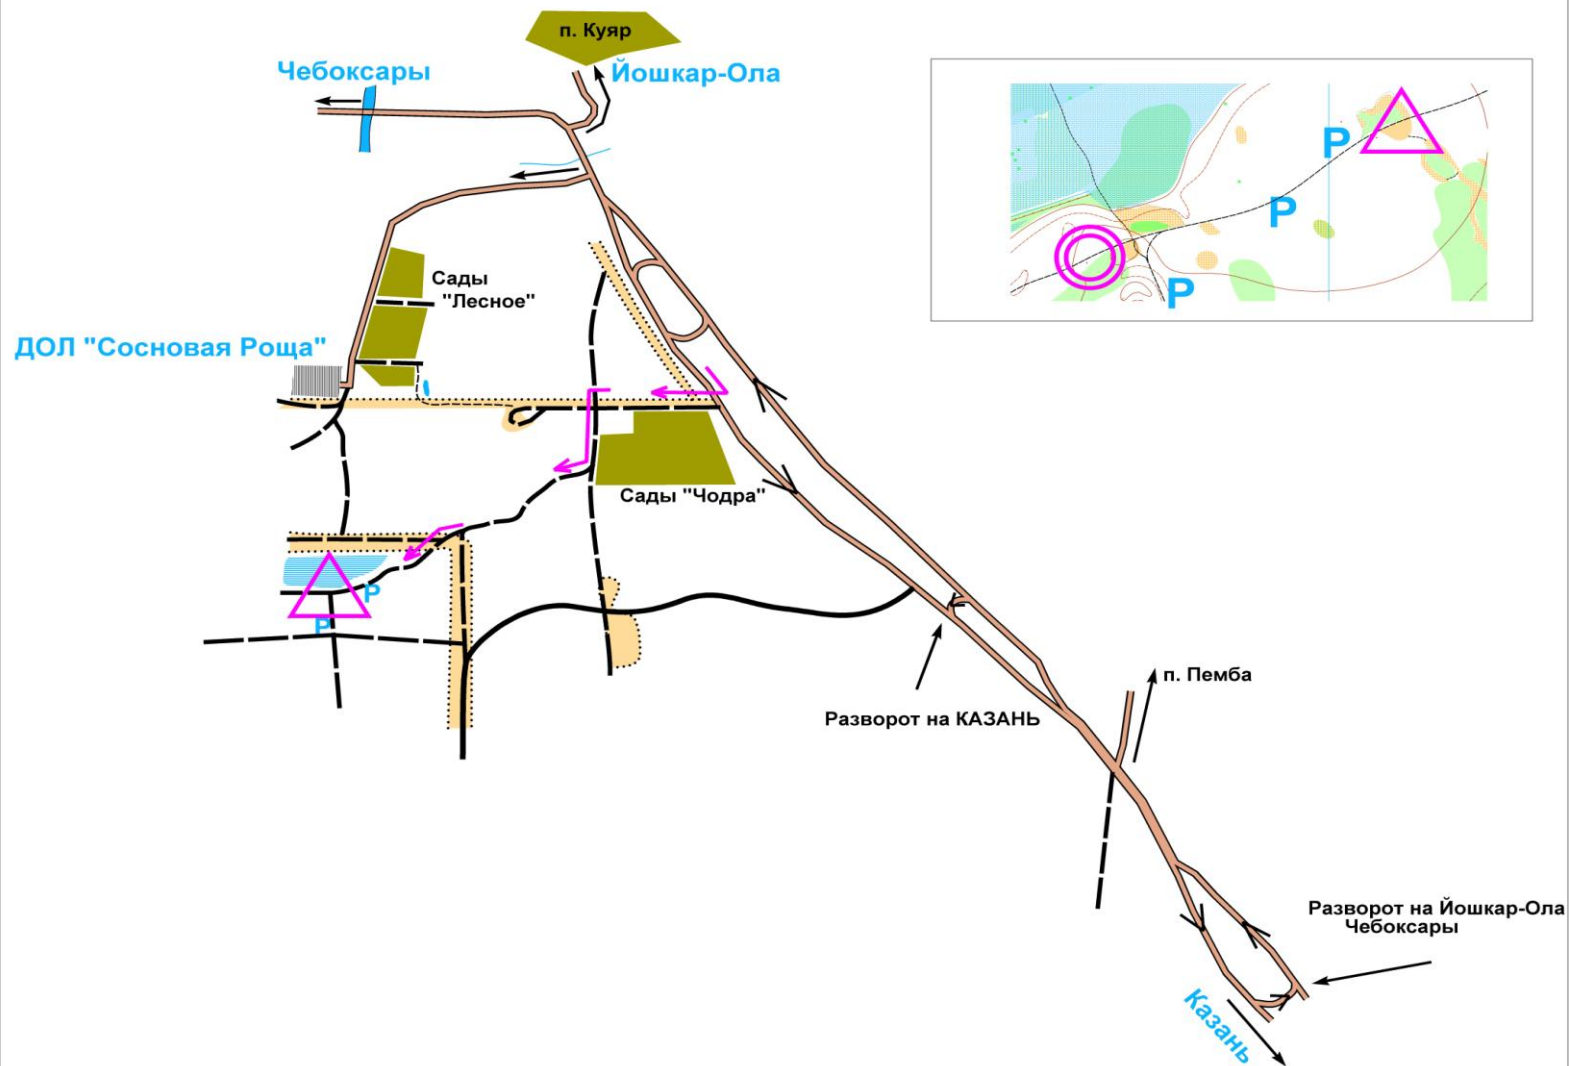 п. Куяр
Чебоксары
Йошкар-Ола
P
P
P
Сады
"Лесное"
ДОЛ "Сосновая Роща"
Сады "Чодра"
P
P
п. Пемба
Разворот на КАЗАНЬ
Разворот на Йошкар-Ола
Чебоксары
Казань